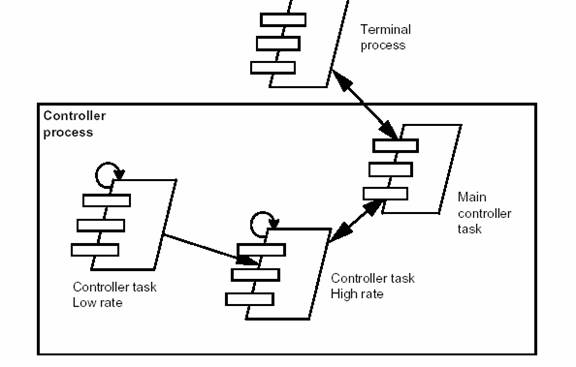 Terminal
process
Controller
process
Main
controller
task
Controller task
Low rate
Controller task
High rate